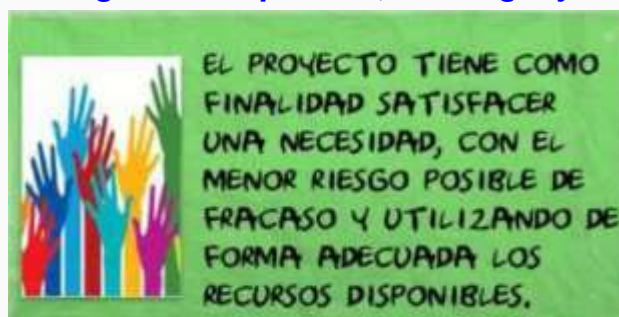 EL PROYECTO TIENE COMO
FINALIDAD SATISFACER
UNA NECESIDAD, CON EL
MENOR RIESGO POSIBLE DE
FRACASO Y UTILIZANDO DE
FORMA ADECUADA LOS
RECURSOS DISPONIBLES.